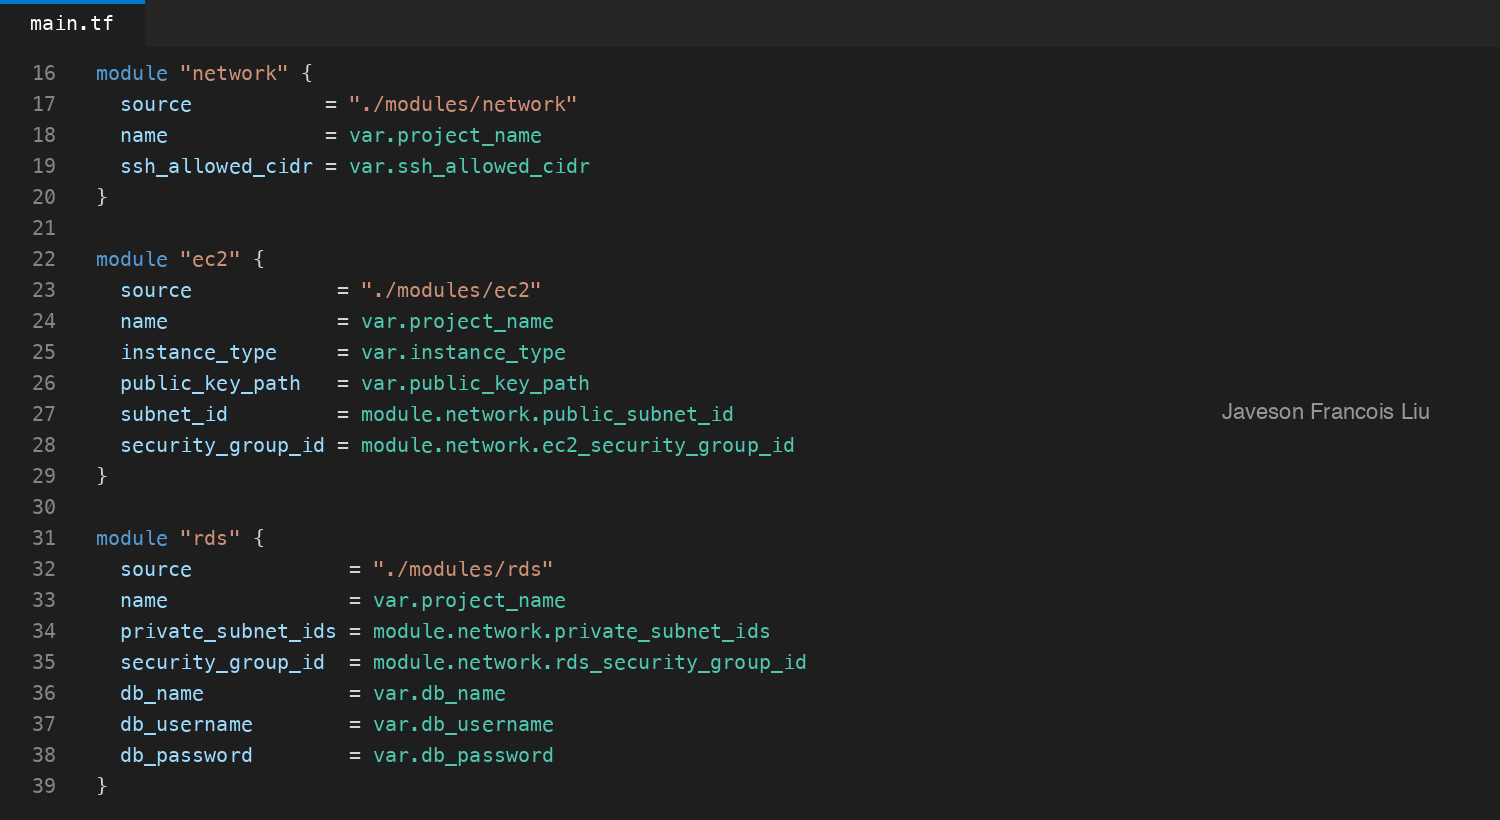 main.tf
16 module "network" {
17   source           = "./modules/network"
18   name             = var.project_name
19   ssh_allowed_cidr = var.ssh_allowed_cidr
20 }
21
22 module "ec2" {
23   source            = "./modules/ec2"
24   name              = var.project_name
25   instance_type     = var.instance_type
26   public_key_path   = var.public_key_path
27   subnet_id         = module.network.public_subnet_id
Javeson Francois Liu
28   security_group_id = module.network.ec2_security_group_id
29 }
30
31 module "rds" {
32   source             = "./modules/rds"
33   name               = var.project_name
34   private_subnet_ids = module.network.private_subnet_ids
35   security_group_id  = module.network.rds_security_group_id
36   db_name            = var.db_name
37   db_username        = var.db_username
38   db_password        = var.db_password
39 }